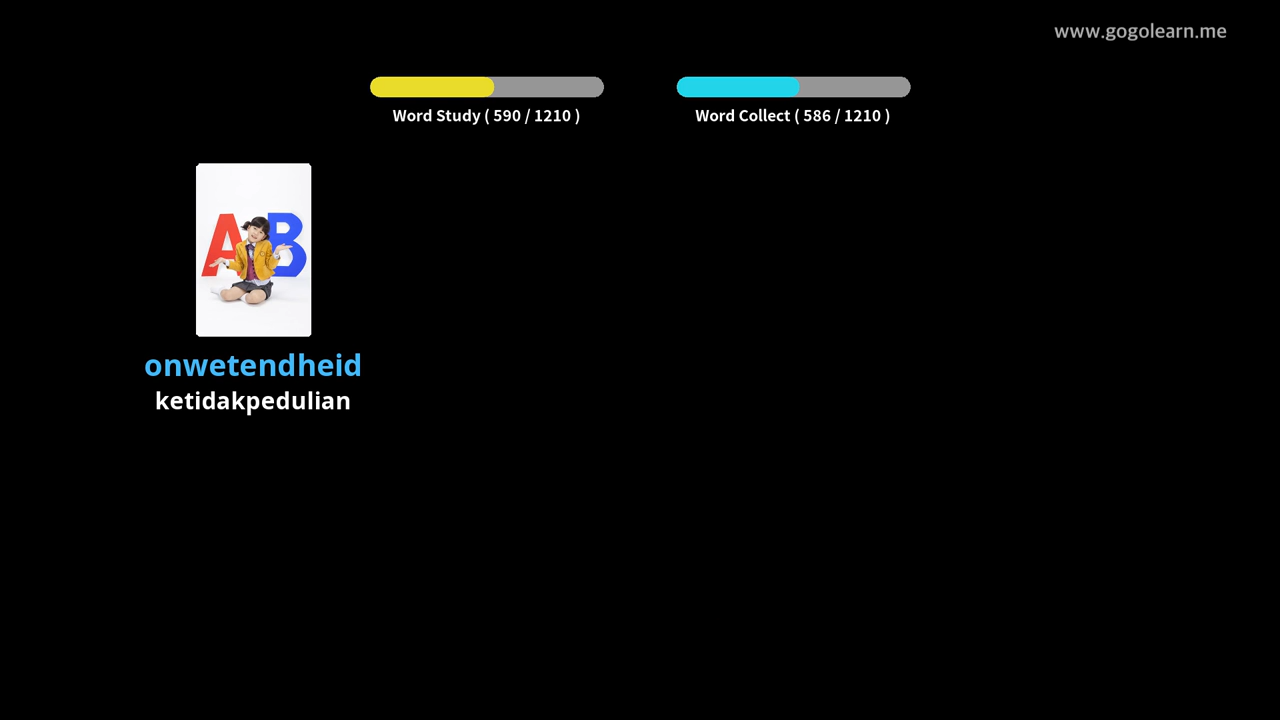 www.gogolearn.me
Word Study ( 590 / 1210 )
Word Collect ( 586 / 1210 )
A B
onwetendheid
ketidakpedulian